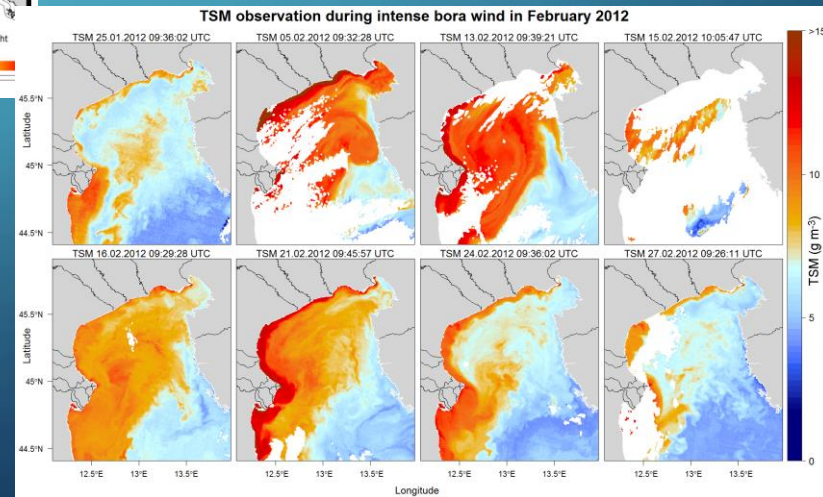 ht
TSM observation during intense bora wind in February 2012
TSM 25.01.2012 09:36:02 UTC
TSM 05.02.2012 09:32:28 UTC
TSM 13.02.2012 09:39:21 UTC
TSM 15.02.2012 10:05:47 UTC
45.5°N
45°N
44.5°N
Latitude
TSM 16.02.2012 09:29:28 UTC
TSM 21.02.2012 09:45:57 UTC
TSM 24.02.2012 09:36:02 UTC
TSM 27.02.2012 09:26:11 UTC
45.5°N
45°N
44.5°N
Latitude
12.5°E 13°E 13.5°E
12.5°E 13°E 13.5°E
12.5°E 13°E 13.5°E
12.5°E 13°E 13.5°E
Longitude
>15
10
5
0
TSM (g m⁻³)